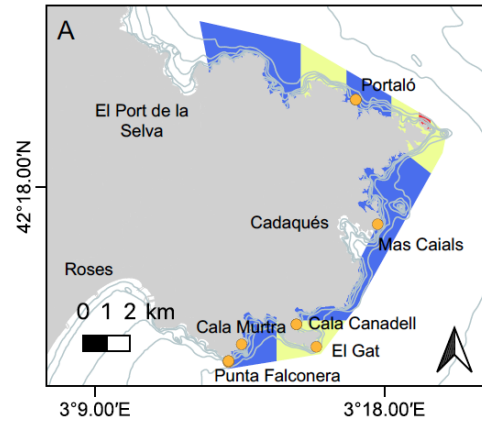 A
Portaló
El Port de la
Selva
42°18.00'N
Cadaqués
Mas Caials
Roses
0 1 2 km
Cala Murtra
Cala Canadell
El Gat
Punta Falconera
3°9.00'E
3°18.00'E